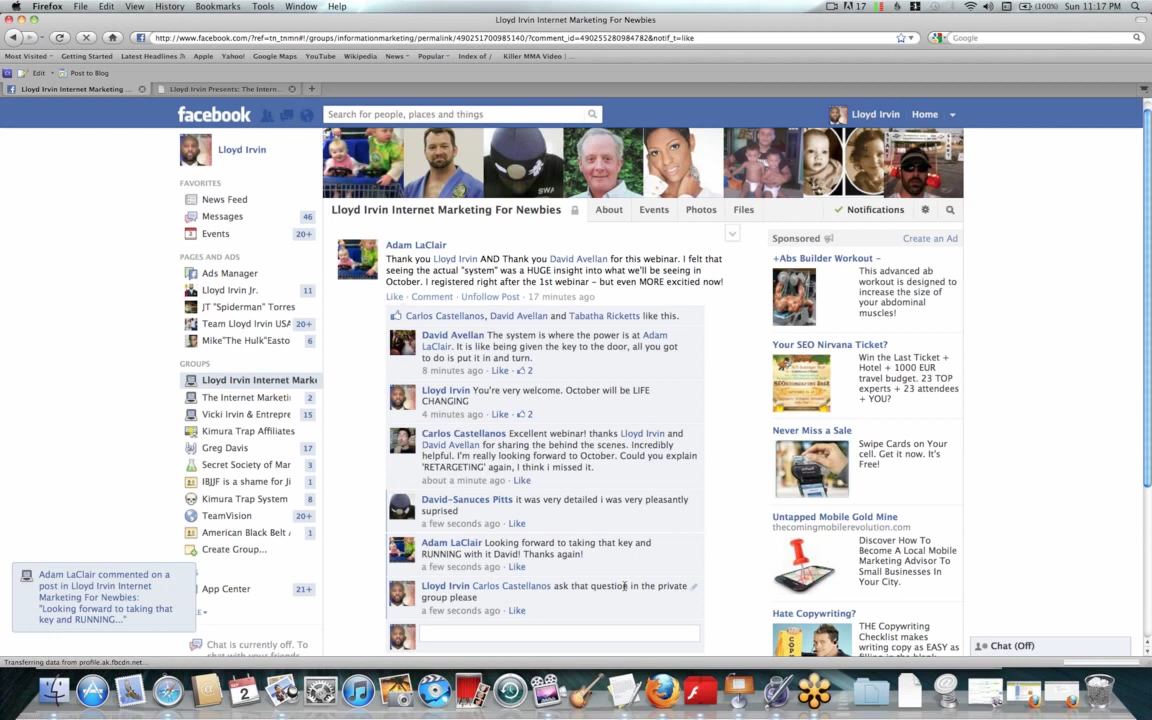 Firefox File Edit View History Bookmarks Tools Window Help
17 (100%) Sun 11:17 PM
Lloyd Irvin Internet Marketing For Newbies
http://www.facebook.com/?ref=tn_tnmn#!/groups/informationmarketing/permalink/490251700985140/?comment_id=490255280984782&notif_t=like
Google
Most Visited Getting Started Latest Headlines Apple Yahoo! Google Maps YouTube Wikipedia News Popular Index of / Killer MMA Video | ...
Edit Post to Blog
Lloyd Irvin Internet Marketing ... Lloyd Irvin Presents: The Intern...
facebook
Search for people, places and things
Lloyd Irvin Home
Lloyd Irvin
FAVORITES
News Feed
Messages 46
Events 20+
PAGES AND ADS
Ads Manager
Lloyd Irvin Jr. 11
JT "Spiderman" Torres
Team Lloyd Irvin USA 20+
Mike"The Hulk"Easto 6
GROUPS
Lloyd Irvin Internet Marke
The Internet Marketi 2
Vicki Irvin & Entrepre 15
Kimura Trap Affiliates
Greg Davis 17
Secret Society of Mar 3
IBJJF is a shame for Ji 1
Kimura Trap System 8
TeamVision 20+
American Black Belt 1
Create Group...
App Center 21+
Chat is currently off. To
chat with your friends
Adam LaClair commented on a
post in Lloyd Irvin Internet
Marketing For Newbies:
"Looking forward to taking that
key and RUNNING..."
SWA
Lloyd Irvin Internet Marketing For Newbies About Events Photos Files Notifications
Adam LaClair
Thank you Lloyd Irvin AND Thank you David Avellan for this webinar. I felt that
seeing the actual "system" was a HUGE insight into what we'll be seeing in
October. I registered right after the 1st webinar - but even MORE excitied now!
Like · Comment · Unfollow Post · 17 minutes ago
Carlos Castellanos, David Avellan and Tabatha Ricketts like this.
David Avellan The system is where the power is at Adam
LaClair. It is like being given the key to the door, all you got
to do is put it in and turn.
8 minutes ago · Like · 2
Lloyd Irvin You're very welcome. October will be LIFE
CHANGING
4 minutes ago · Like · 2
Carlos Castellanos Excellent webinar! thanks Lloyd Irvin and
David Avellan for sharing the behind the scenes. Incredibly
helpful. I'm really looking forward to October. Could you explain
'RETARGETING' again, I think i missed it.
about a minute ago · Like
David-Sanuces Pitts it was very detailed i was very pleasantly
suprised
a few seconds ago · Like
Adam LaClair Looking forward to taking that key and
RUNNING with it David! Thanks again!
a few seconds ago · Like
Lloyd Irvin Carlos Castellanos ask that question in the private
group please
a few seconds ago · Like
Sponsored Create an Ad
+Abs Builder Workout -
This advanced ab
workout is designed to
increase the size of
your abdominal
muscles!
Your SEO Nirvana Ticket?
Win the Last Ticket +
Hotel + 1000 EUR
travel budget. 23 TOP
experts + 23 attendees
+ YOU?
Never Miss a Sale
Swipe Cards on Your
cell. Get it now. It's
Free!
Untapped Mobile Gold Mine
thecomingmobilerevolution.com
Discover How To
Become A Local Mobile
Marketing Advisor To
Small Businesses In
Your City.
Hate Copywriting?
THE Copywriting
Checklist makes
writing copy as EASY as
Chat (Off)
Transferring data from profile.ak.fbcdn.net...
2